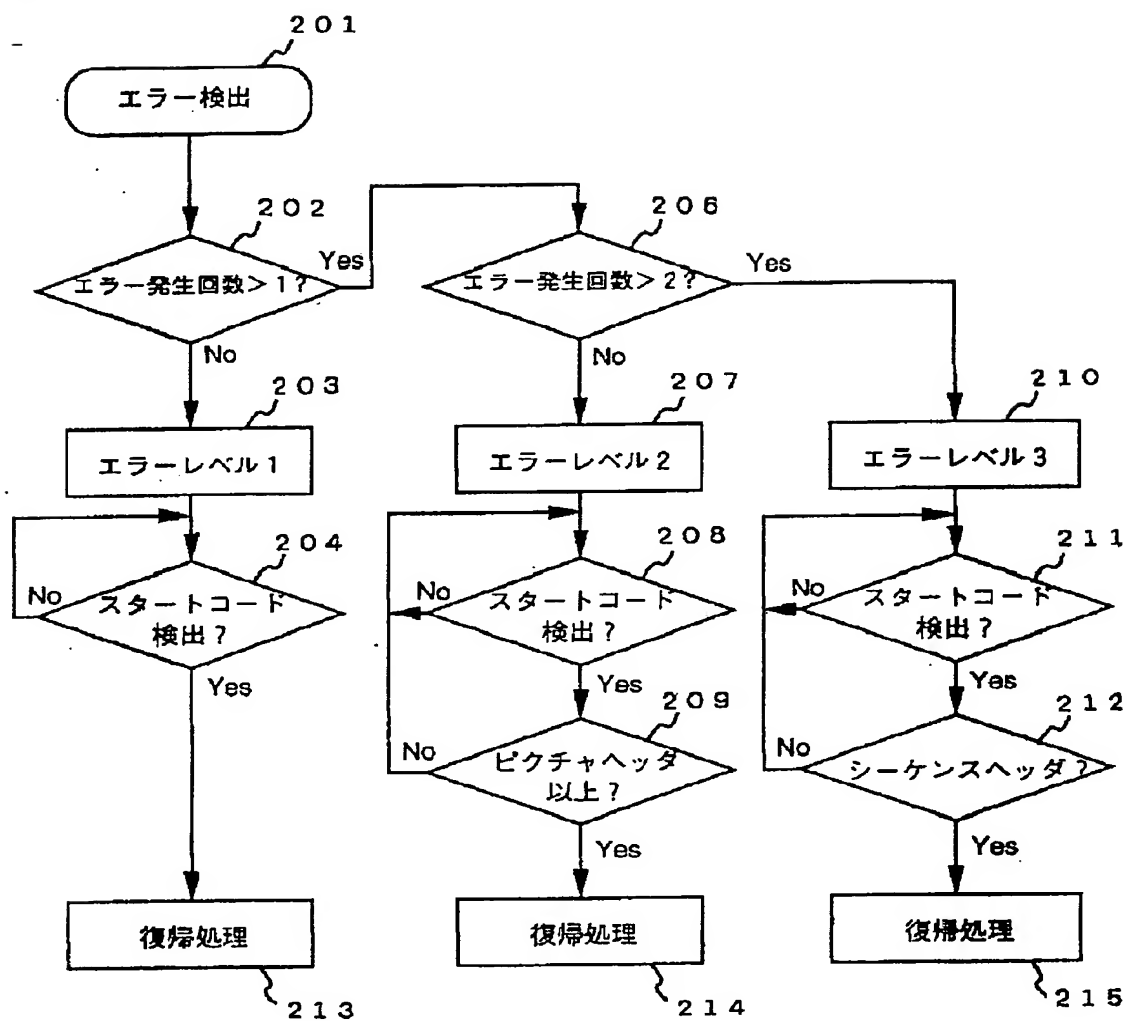 ２０１
エラー検出
２０２
エラー発生回数＞１？
Yes
No
２０６
エラー発生回数＞２？
Yes
No
２０３
エラーレベル１
２０７
エラーレベル２
２１０
エラーレベル３
２０４
スタートコード
検出？
No
Yes
２０８
スタートコード
検出？
No
Yes
２１１
スタートコード
検出？
No
Yes
２０９
ピクチャヘッダ
以上？
No
Yes
２１２
シーケンスヘッダ？
No
Yes
復帰処理
２１３
復帰処理
２１４
復帰処理
２１５